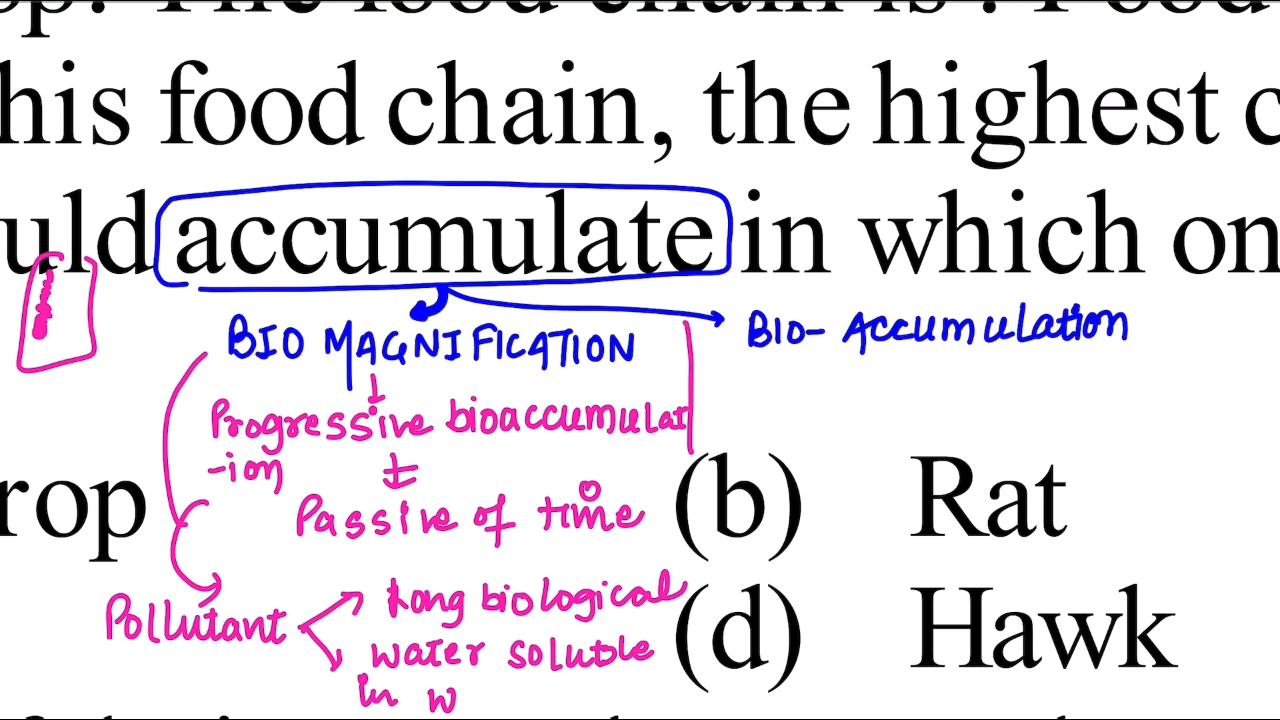 his food chain, the highest c
uld accumulate in which on
BIO MAGNIFICATION
BIO- ACCUMULATION
Progressive bioaccumulat
-ion
Passive of time
rop (b) Rat
Pollutant
Long biological
water soluble
in w
(d) Hawk